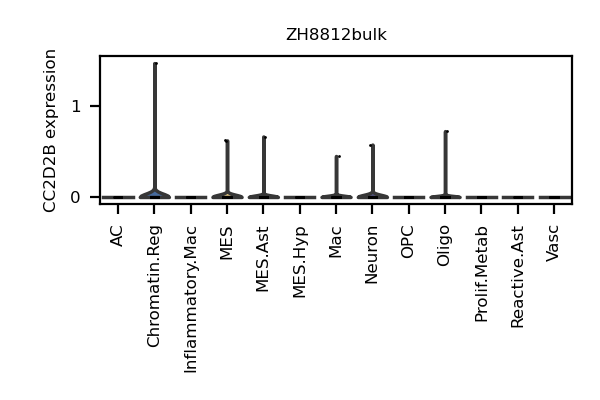 ZH8812bulk
CC2D2B expression
1
0
AC
Chromatin.Reg
Inflammatory.Mac
MES
MES.Ast
MES.Hyp
Mac
Neuron
OPC
Oligo
Prolif.Metab
Reactive.Ast
Vasc